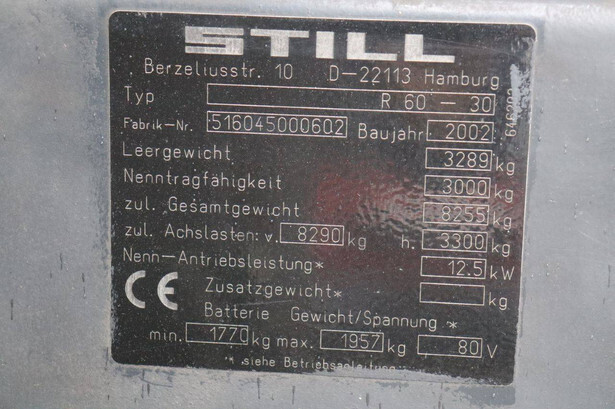 STILL
Berzeliusstr. 10 D-22113 Hamburg
Typ R 60 - 30
Fabrik-Nr. 516045000602 Baujahr 2002
Leergewicht 3289 kg
Nenntragfähigkeit 3000 kg
zul. Gesamtgewicht 8255 kg
zul. Achslasten: v. 8290 kg h. 3300 kg
Nenn-Antriebsleistung* 12.5 kW
Zusatzgewicht* kg
CE
Batterie Gewicht/Spannung *
min. 1770 kg max. 1957 kg 80 V
*) siehe Betriebsanleitung